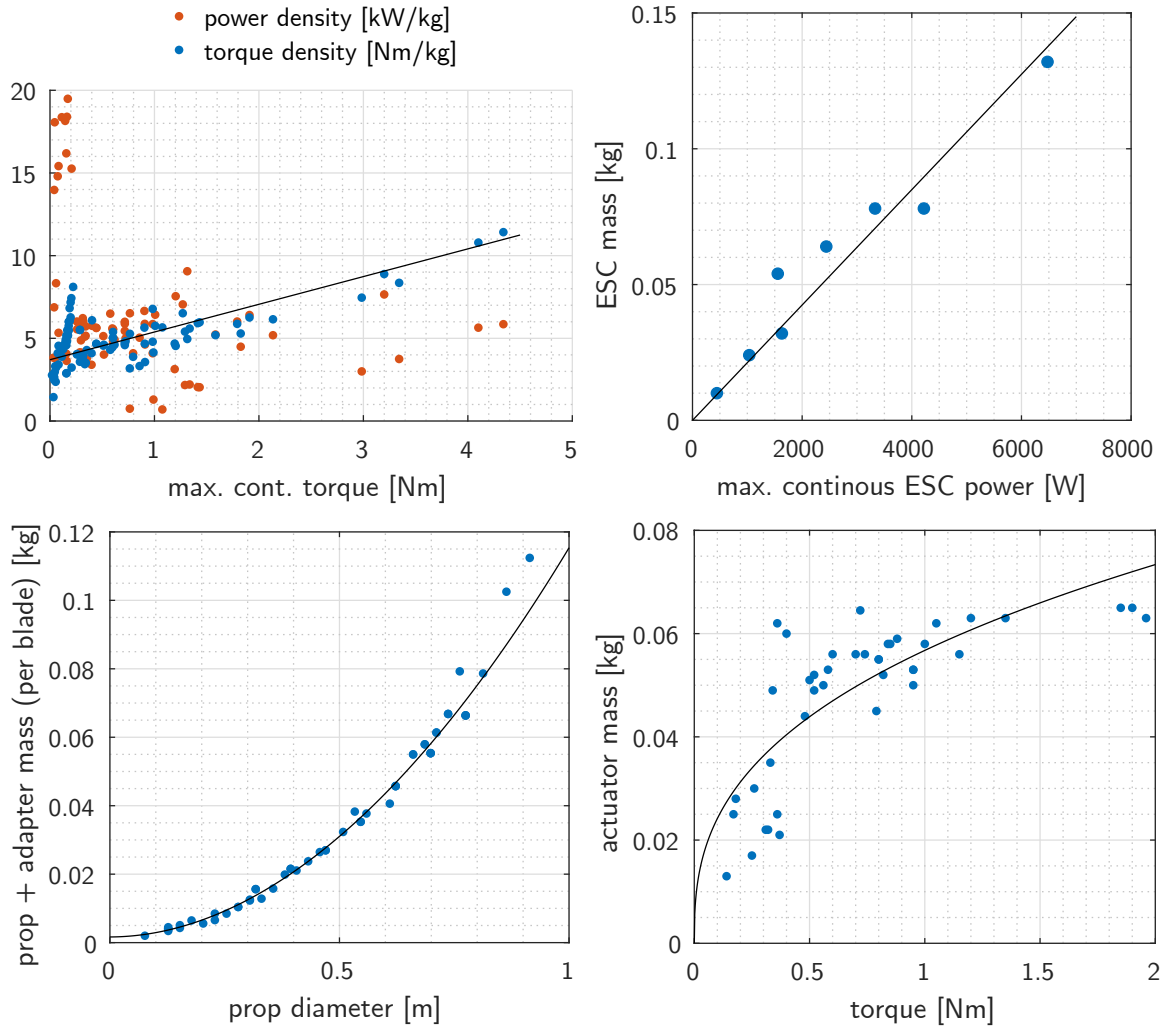 power density [kW/kg]
torque density [Nm/kg]
20
15
10
5
0
0 1 2 3 4 5
max. cont. torque [Nm]
0.15
0.1
0.05
0
2000 4000 6000 8000
max. continous ESC power [W]
ESC mass [kg]
0.12
0.1
0.08
0.06
0.04
0.02
0
0 0.5 1
prop diameter [m]
prop + adapter mass (per blade) [kg]
0.08
0.06
0.04
0.02
0
0 0.5 1 1.5 2
torque [Nm]
actuator mass [kg]